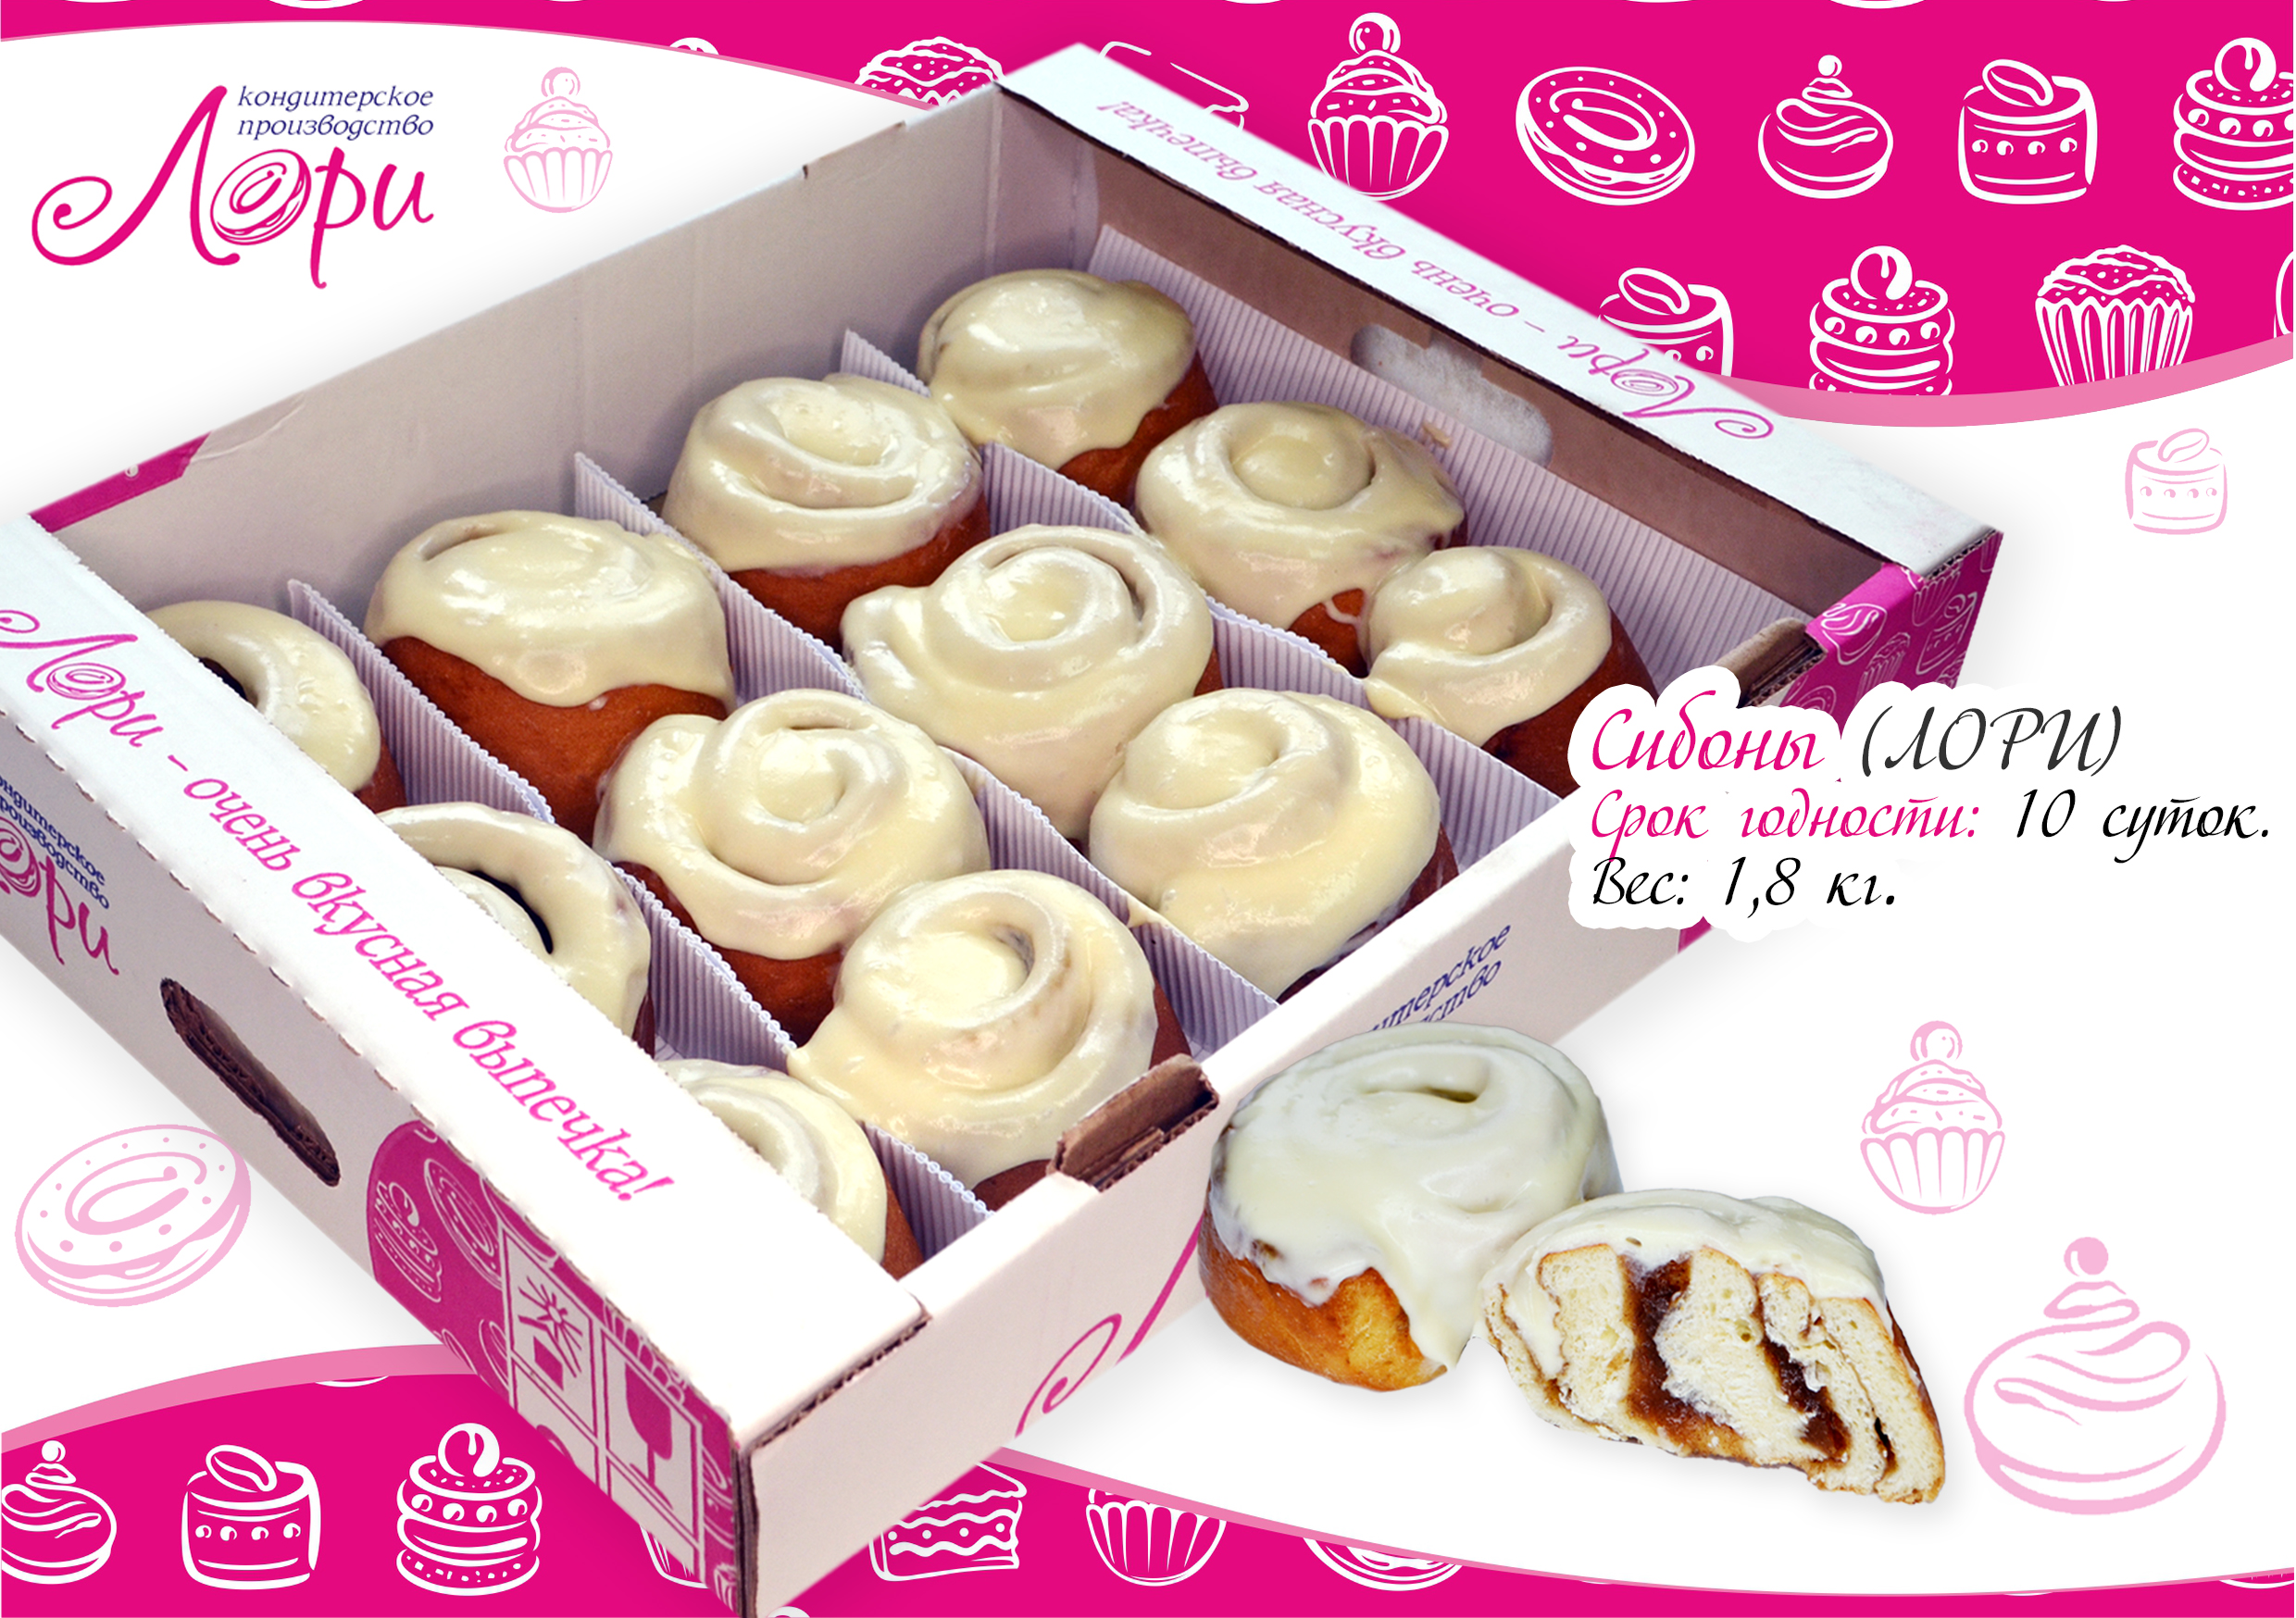 кондитерское
производство
Лори
Лори - очень вкусная выпечка!
Лори - очень вкусная выпечка!
кондитерское
производство
Лори
Сибоны (ЛОРИ)
Срок годности: 10 суток.
Вес: 1,8 кг.